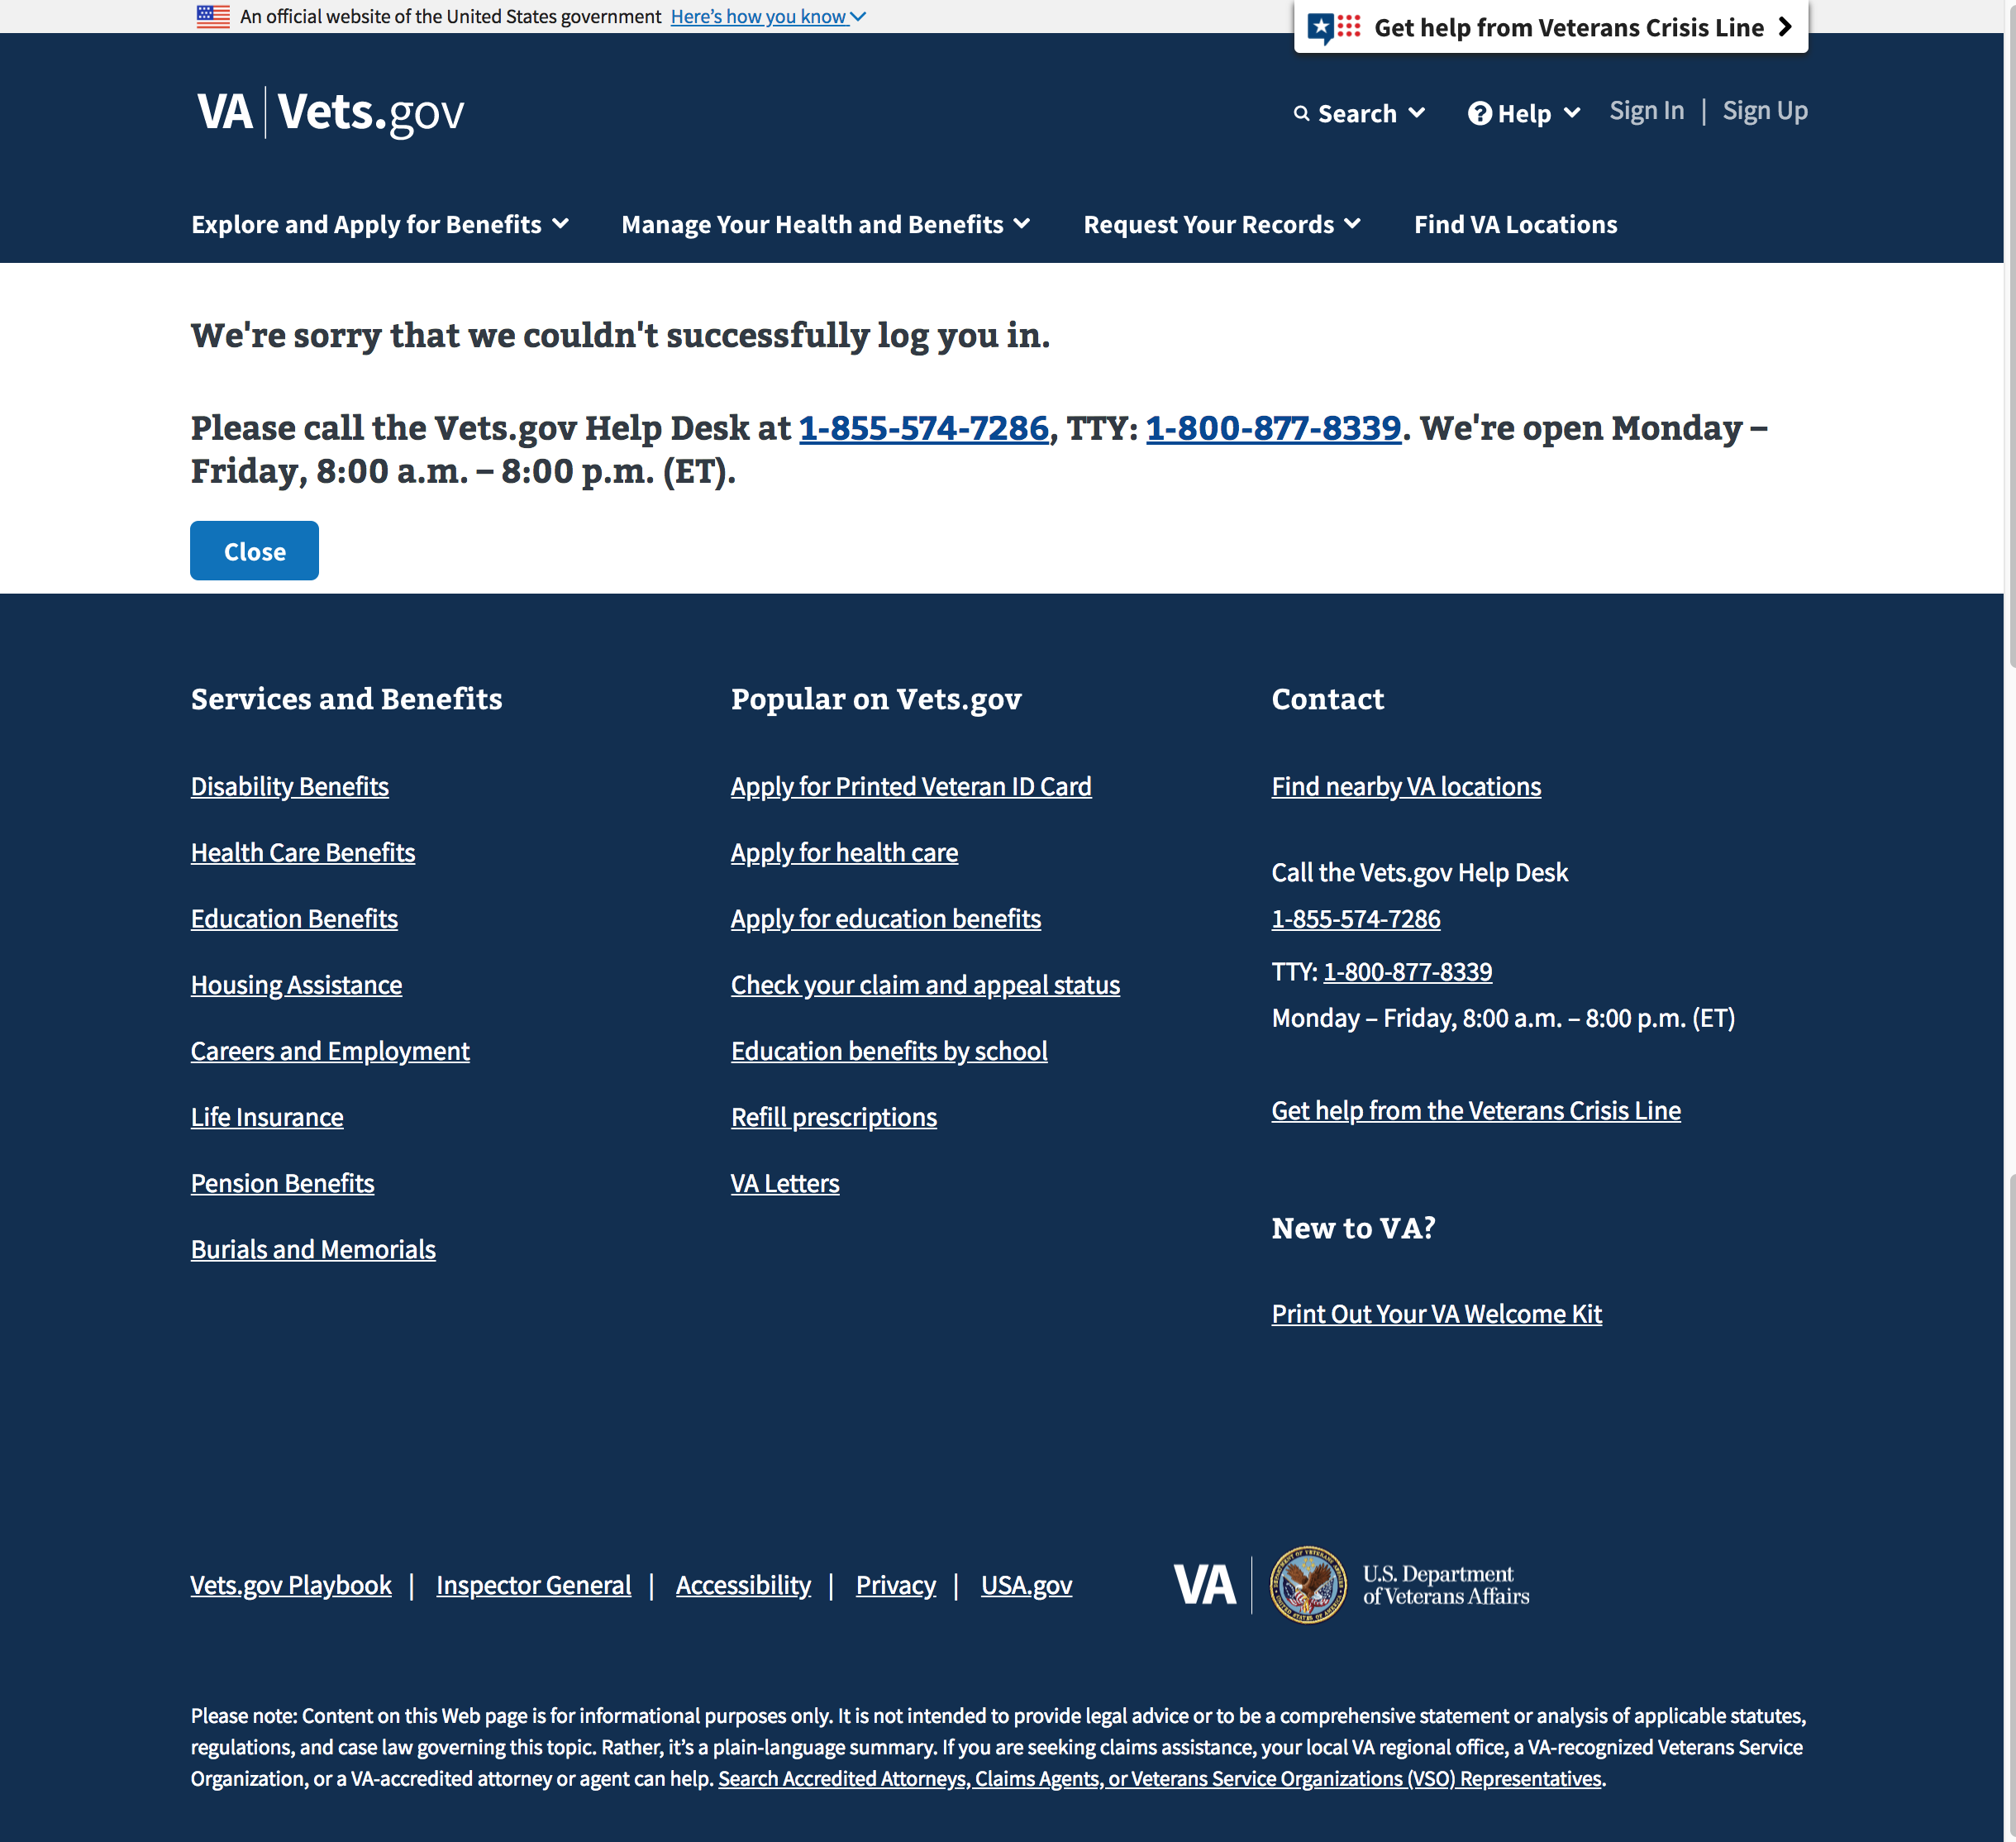 An official website of the United States government Here’s how you know
Get help from Veterans Crisis Line
VA | Vets.gov
Search
Help
Sign In | Sign Up
Explore and Apply for Benefits
Manage Your Health and Benefits
Request Your Records
Find VA Locations
We're sorry that we couldn't successfully log you in.
Please call the Vets.gov Help Desk at 1-855-574-7286, TTY: 1-800-877-8339. We're open Monday –
Friday, 8:00 a.m. – 8:00 p.m. (ET).
Close
Services and Benefits
Disability Benefits
Health Care Benefits
Education Benefits
Housing Assistance
Careers and Employment
Life Insurance
Pension Benefits
Burials and Memorials
Popular on Vets.gov
Apply for Printed Veteran ID Card
Apply for health care
Apply for education benefits
Check your claim and appeal status
Education benefits by school
Refill prescriptions
VA Letters
Contact
Find nearby VA locations
Call the Vets.gov Help Desk
1-855-574-7286
TTY: 1-800-877-8339
Monday – Friday, 8:00 a.m. – 8:00 p.m. (ET)
Get help from the Veterans Crisis Line
New to VA?
Print Out Your VA Welcome Kit
Vets.gov Playbook | Inspector General | Accessibility | Privacy | USA.gov
VA
U.S. Department
of Veterans Affairs
Please note: Content on this Web page is for informational purposes only. It is not intended to provide legal advice or to be a comprehensive statement or analysis of applicable statutes,
regulations, and case law governing this topic. Rather, it’s a plain-language summary. If you are seeking claims assistance, your local VA regional office, a VA-recognized Veterans Service
Organization, or a VA-accredited attorney or agent can help. Search Accredited Attorneys, Claims Agents, or Veterans Service Organizations (VSO) Representatives.